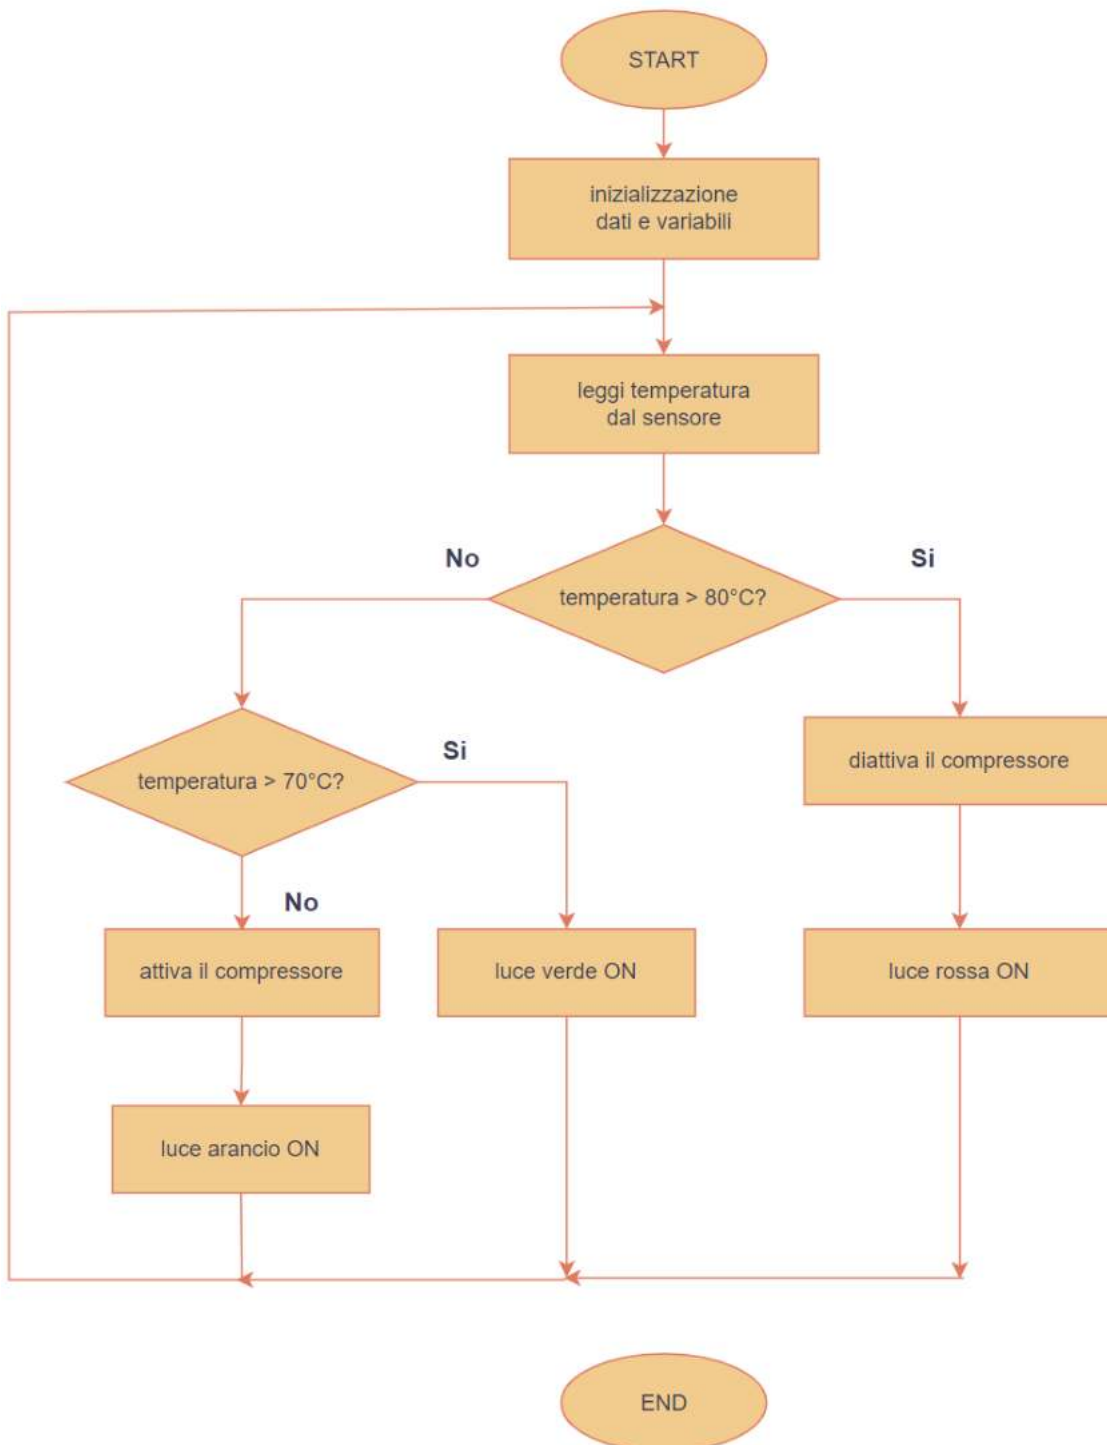 START
inizializzazione
dati e variabili
leggi temperatura
dal sensore
No
Si
temperatura > 80°C?
Si
temperatura > 70°C?
diattiva il compressore
No
attiva il compressore
luce verde ON
luce rossa ON
luce arancio ON
END